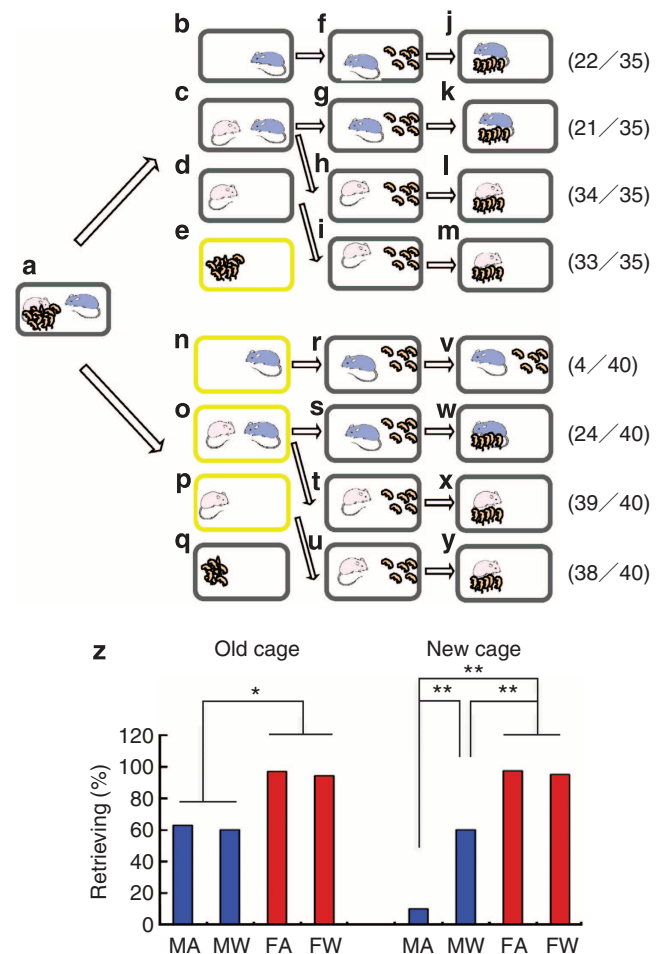 b f j
(22/35)
c g k
(21/35)
d h l
(34/35)
e i m
(33/35)
a
n r v
(4/40)
o s w
(24/40)
p t x
(39/40)
q u y
(38/40)
z Old cage New cage
**
* ** **
Retrieving (%)
120
100
80
60
40
20
0
MA MW FA FW MA MW FA FW